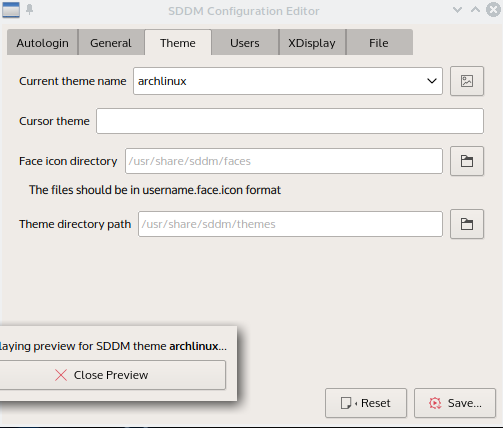 SDDM Configuration Editor
Autologin General Theme Users XDisplay File
Current theme name archlinux
Cursor theme
Face icon directory /usr/share/sddm/faces
The files should be in username.face.icon format
Theme directory path /usr/share/sddm/themes
laying preview for SDDM theme archlinux...
Close Preview
Reset Save...